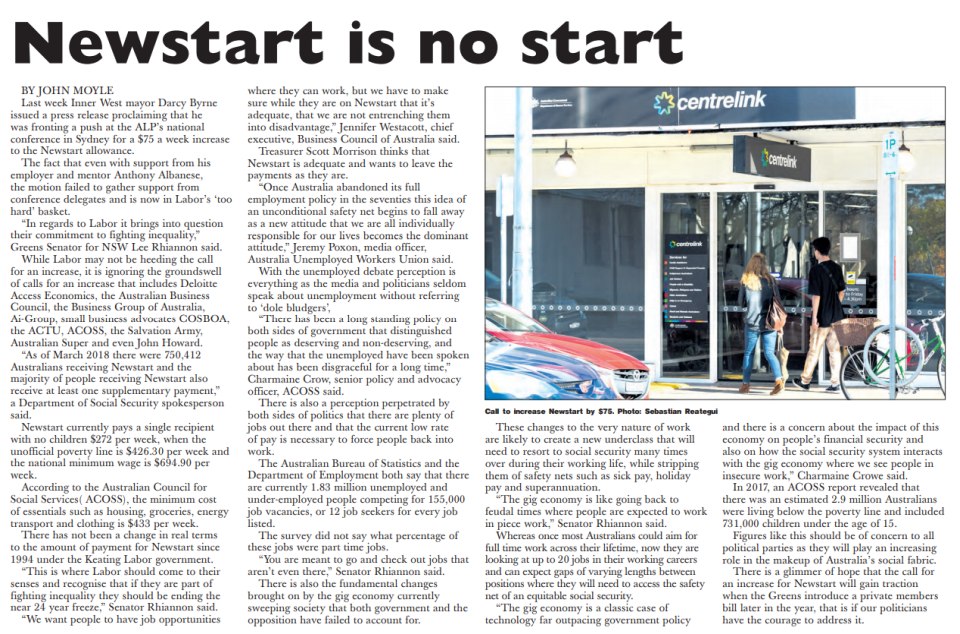 Newstart is no start
BY JOHN MOYLE
Last week Inner West mayor Darcy Byrne
issued a press release proclaiming that he
was fronting a push at the ALP's national
conference in Sydney for a $75 a week increase
to the Newstart allowance.
The fact that even with support from his
employer and mentor Anthony Albanese,
the motion failed to gather support from
conference delegates and is now in Labor's 'too
hard' basket.
"In regards to Labor it brings into question
their commitment to fighting inequality,"
Greens Senator for NSW Lee Rhiannon said.
While Labor may not be heeding the call
for an increase, it is ignoring the groundswell
of calls for an increase that includes Deloitte
Access Economics, the Australian Business
Council, the Business Group of Australia,
Ai-Group, small business advocates COSBOA,
the ACTU, ACOSS, the Salvation Army,
Australian Super and even John Howard.
"As of March 2018 there were 750,412
Australians receiving Newstart and the
majority of people receiving Newstart also
receive at least one supplementary payment,"
a Department of Social Security spokesperson
said.
Newstart currently pays a single recipient
with no children $272 per week, when the
unofficial poverty line is $426.30 per week and
the national minimum wage is $694.90 per
week.
According to the Australian Council for
Social Services( ACOSS), the minimum cost
of essentials such as housing, groceries, energy
transport and clothing is $433 per week.
There has not been a change in real terms
to the amount of payment for Newstart since
1994 under the Keating Labor government.
"This is where Labor should come to their
senses and recognise that if they are part of
fighting inequality they should be ending the
near 24 year freeze," Senator Rhiannon said.
"We want people to have job opportunities
where they can work, but we have to make
sure while they are on Newstart that it's
adequate, that we are not entrenching them
into disadvantage," Jennifer Westacott, chief
executive, Business Council of Australia said.
Treasurer Scott Morrison thinks that
Newstart is adequate and wants to leave the
payments as they are.
"Once Australia abandoned its full
employment policy in the seventies this idea of
an unconditional safety net begins to fall away
as a new attitude that we are all individually
responsible for our lives becomes the dominant
attitude," Jeremy Poxon, media officer,
Australia Unemployed Workers Union said.
With the unemployed debate perception is
everything as the media and politicians seldom
speak about unemployment without referring
to 'dole bludgers',
"There has been a long standing policy on
both sides of government that distinguished
people as deserving and non-deserving, and
the way that the unemployed have been spoken
about has been disgraceful for a long time,"
Charmaine Crow, senior policy and advocacy
officer, ACOSS said.
There is also a perception perpetrated by
both sides of politics that there are plenty of
jobs out there and that the current low rate
of pay is necessary to force people back into
work.
The Australian Bureau of Statistics and the
Department of Employment both say that there
are currently 1.83 million unemployed and
under-employed people competing for 155,000
job vacancies, or 12 job seekers for every job
listed.
The survey did not say what percentage of
these jobs were part time jobs.
"You are meant to go and check out jobs that
aren't even there," Senator Rhiannon said.
There is also the fundamental changes
brought on by the gig economy currently
sweeping society that both government and the
opposition have failed to account for.
centrelink
centrelink
1P
centrelink
Call to increase Newstart by $75. Photo: Sebastian Reategui
These changes to the very nature of work
are likely to create a new underclass that will
need to resort to social security many times
over during their working life, while stripping
them of safety nets such as sick pay, holiday
pay and superannuation.
"The gig economy is like going back to
feudal times where people are expected to work
in piece work," Senator Rhiannon said.
Whereas once most Australians could aim for
full time work across their lifetime, now they are
looking at up to 20 jobs in their working careers
and can expect gaps of varying lengths between
positions where they will need to access the safety
net of an equitable social security.
"The gig economy is a classic case of
technology far outpacing government policy
and there is a concern about the impact of this
economy on people's financial security and
also on how the social security system interacts
with the gig economy where we see people in
insecure work," Charmaine Crowe said.
In 2017, an ACOSS report revealed that
there was an estimated 2.9 million Australians
were living below the poverty line and included
731,000 children under the age of 15.
Figures like this should be of concern to all
political parties as they will play an increasing
role in the makeup of Australia's social fabric.
There is a glimmer of hope that the call for
an increase for Newstart will gain traction
when the Greens introduce a private members
bill later in the year, that is if our politicians
have the courage to address it.